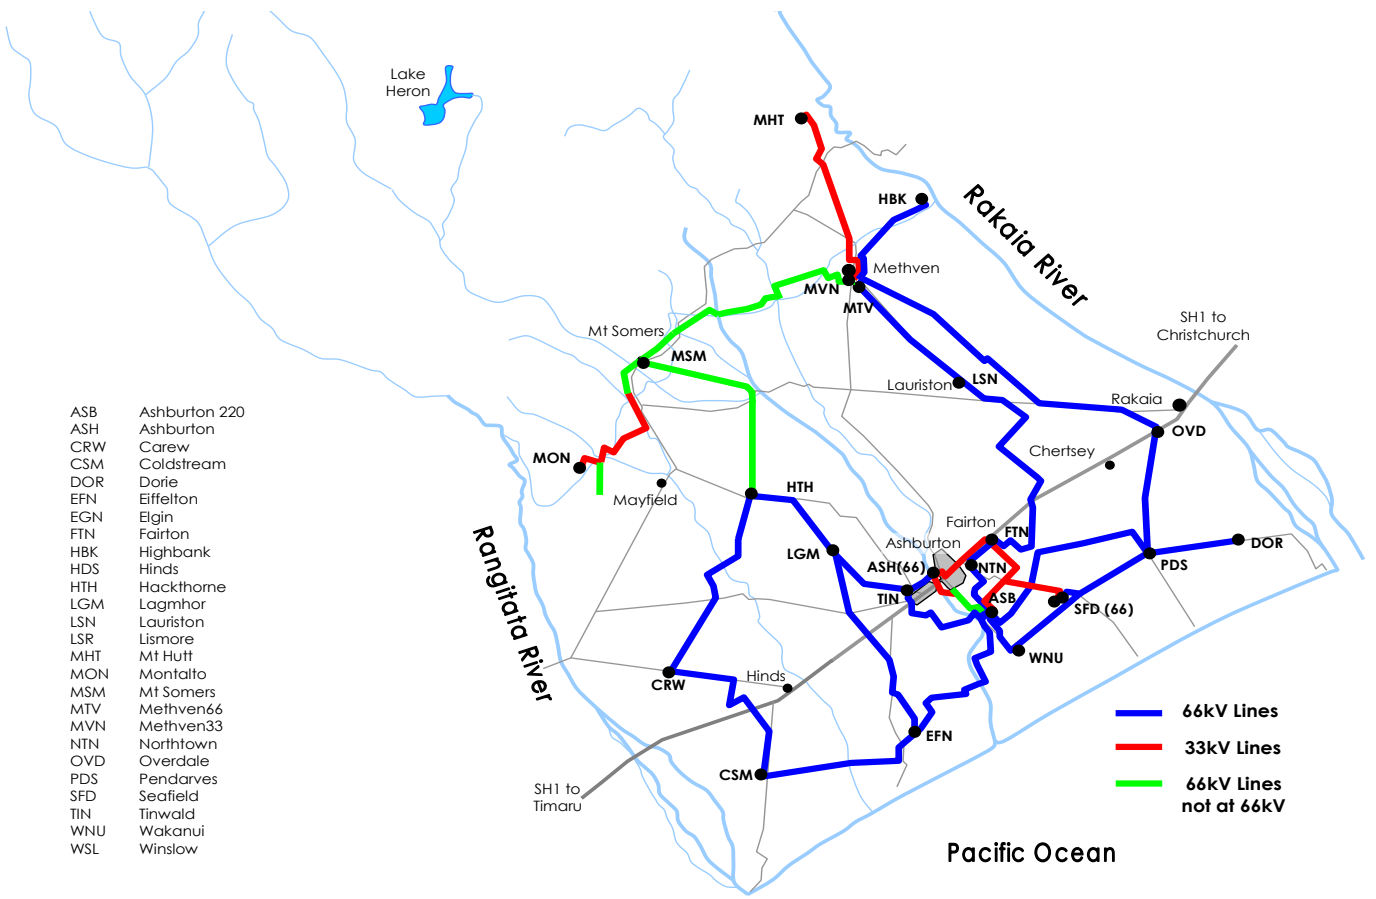 Lake
Heron
MHT
HBK
Rakaia River
Methven
MVN
MTV
SH1 to
Christchurch
Mt Somers
MSM
Lauriston
LSN
Rakaia
OVD
Chertsey
MON
Mayfield
HTH
Fairton
FTN
Ashburton
LGM
ASH(66)
NTN
DOR
PDS
TIN
ASB
SFD (66)
WNU
Rangitata River
CRW
Hinds
EFN
CSM
SH1 to
Timaru
Pacific Ocean
ASB Ashburton 220
ASH Ashburton
CRW Carew
CSM Coldstream
DOR Dorie
EFN Eiffelton
EGN Elgin
FTN Fairton
HBK Highbank
HDS Hinds
HTH Hackthorne
LGM Lagmhor
LSN Lauriston
LSR Lismore
MHT Mt Hutt
MON Montalto
MSM Mt Somers
MTV Methven66
MVN Methven33
NTN Northtown
OVD Overdale
PDS Pendarves
SFD Seafield
TIN Tinwald
WNU Wakanui
WSL Winslow
66kV Lines
33kV Lines
66kV Lines
not at 66kV